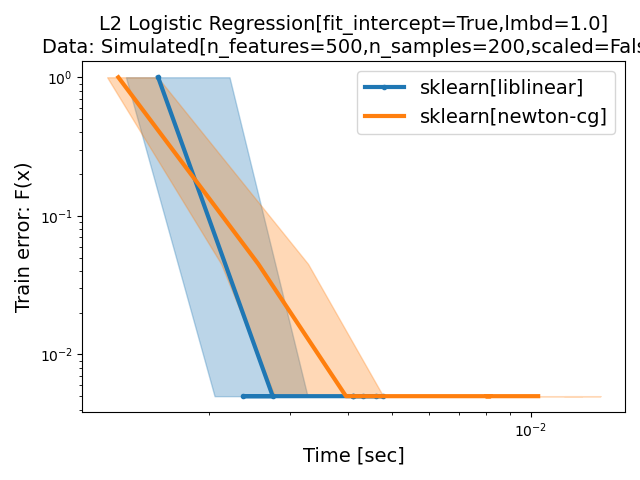 L2 Logistic Regression[fit_intercept=True,lmbd=1.0]
Data: Simulated[n_features=500,n_samples=200,scaled=Fals
sklearn[liblinear]
sklearn[newton-cg]
Train error: F(x)
10⁰
10⁻¹
10⁻²
10⁻²
Time [sec]